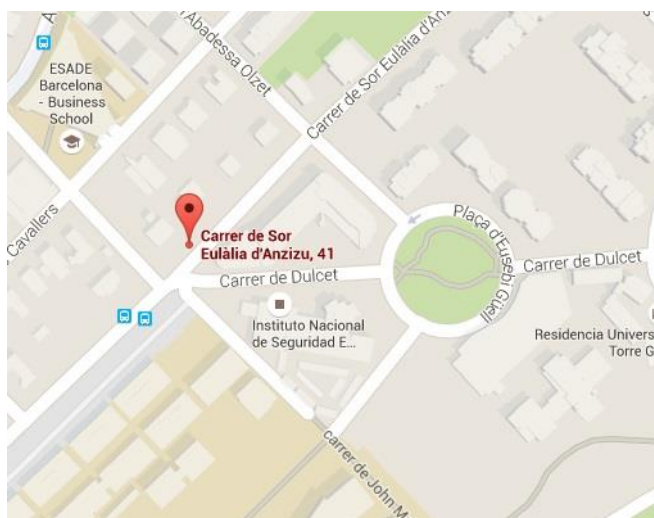 Abadessa Olzet
ESADE
Barcelona
- Business
School
Carrer de Sor Eulàlia d'Anzizu
Cavallers
Carrer de Sor
Eulàlia d'Anzizu, 41
Plaça d'Eusebi Güell
Carrer de Dulcet
Carrer de Dulcet
Instituto Nacional
de Seguridad E...
Residencia Univers
Torre G
carrer de John M